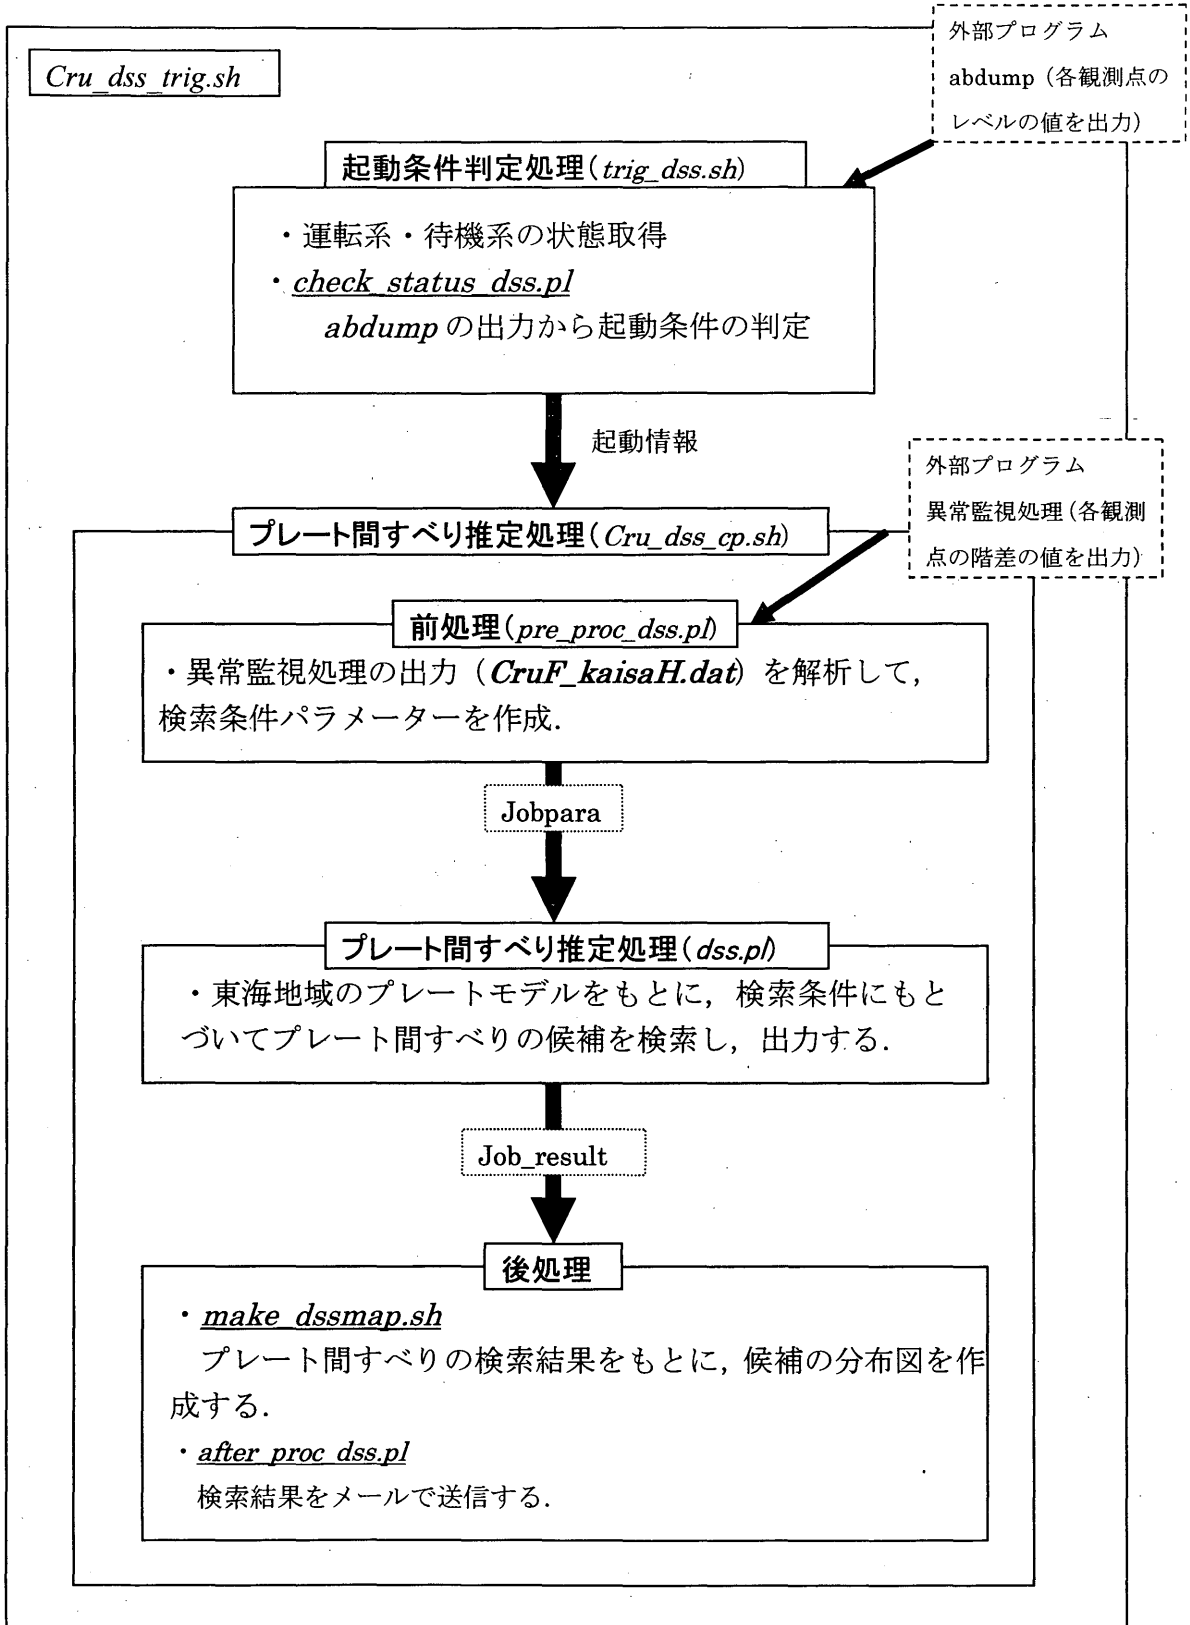 外部プログラム
abdump（各観測点の
レベルの値を出力）
Cru_dss_trig.sh
起動条件判定処理（trig_dss.sh）
・運転系・待機系の状態取得
・check_status_dss.pl
abdump の出力から起動条件の判定
起動情報
外部プログラム
異常監視処理（各観測
点の階差の値を出力）
プレート間すべり推定処理（Cru_dss_cp.sh）
前処理（pre_proc_dss.pl）
・異常監視処理の出力（CruF_kaisaH.dat）を解析して，
検索条件パラメーターを作成．
Jobpara
プレート間すべり推定処理（dss.pl）
・東海地域のプレートモデルをもとに，検索条件にもと
づいてプレート間すべりの候補を検索し，出力する．
Job_result
後処理
・make_dssmap.sh
プレート間すべりの検索結果をもとに，候補の分布図を作
成する．
・after_proc_dss.pl
検索結果をメールで送信する．